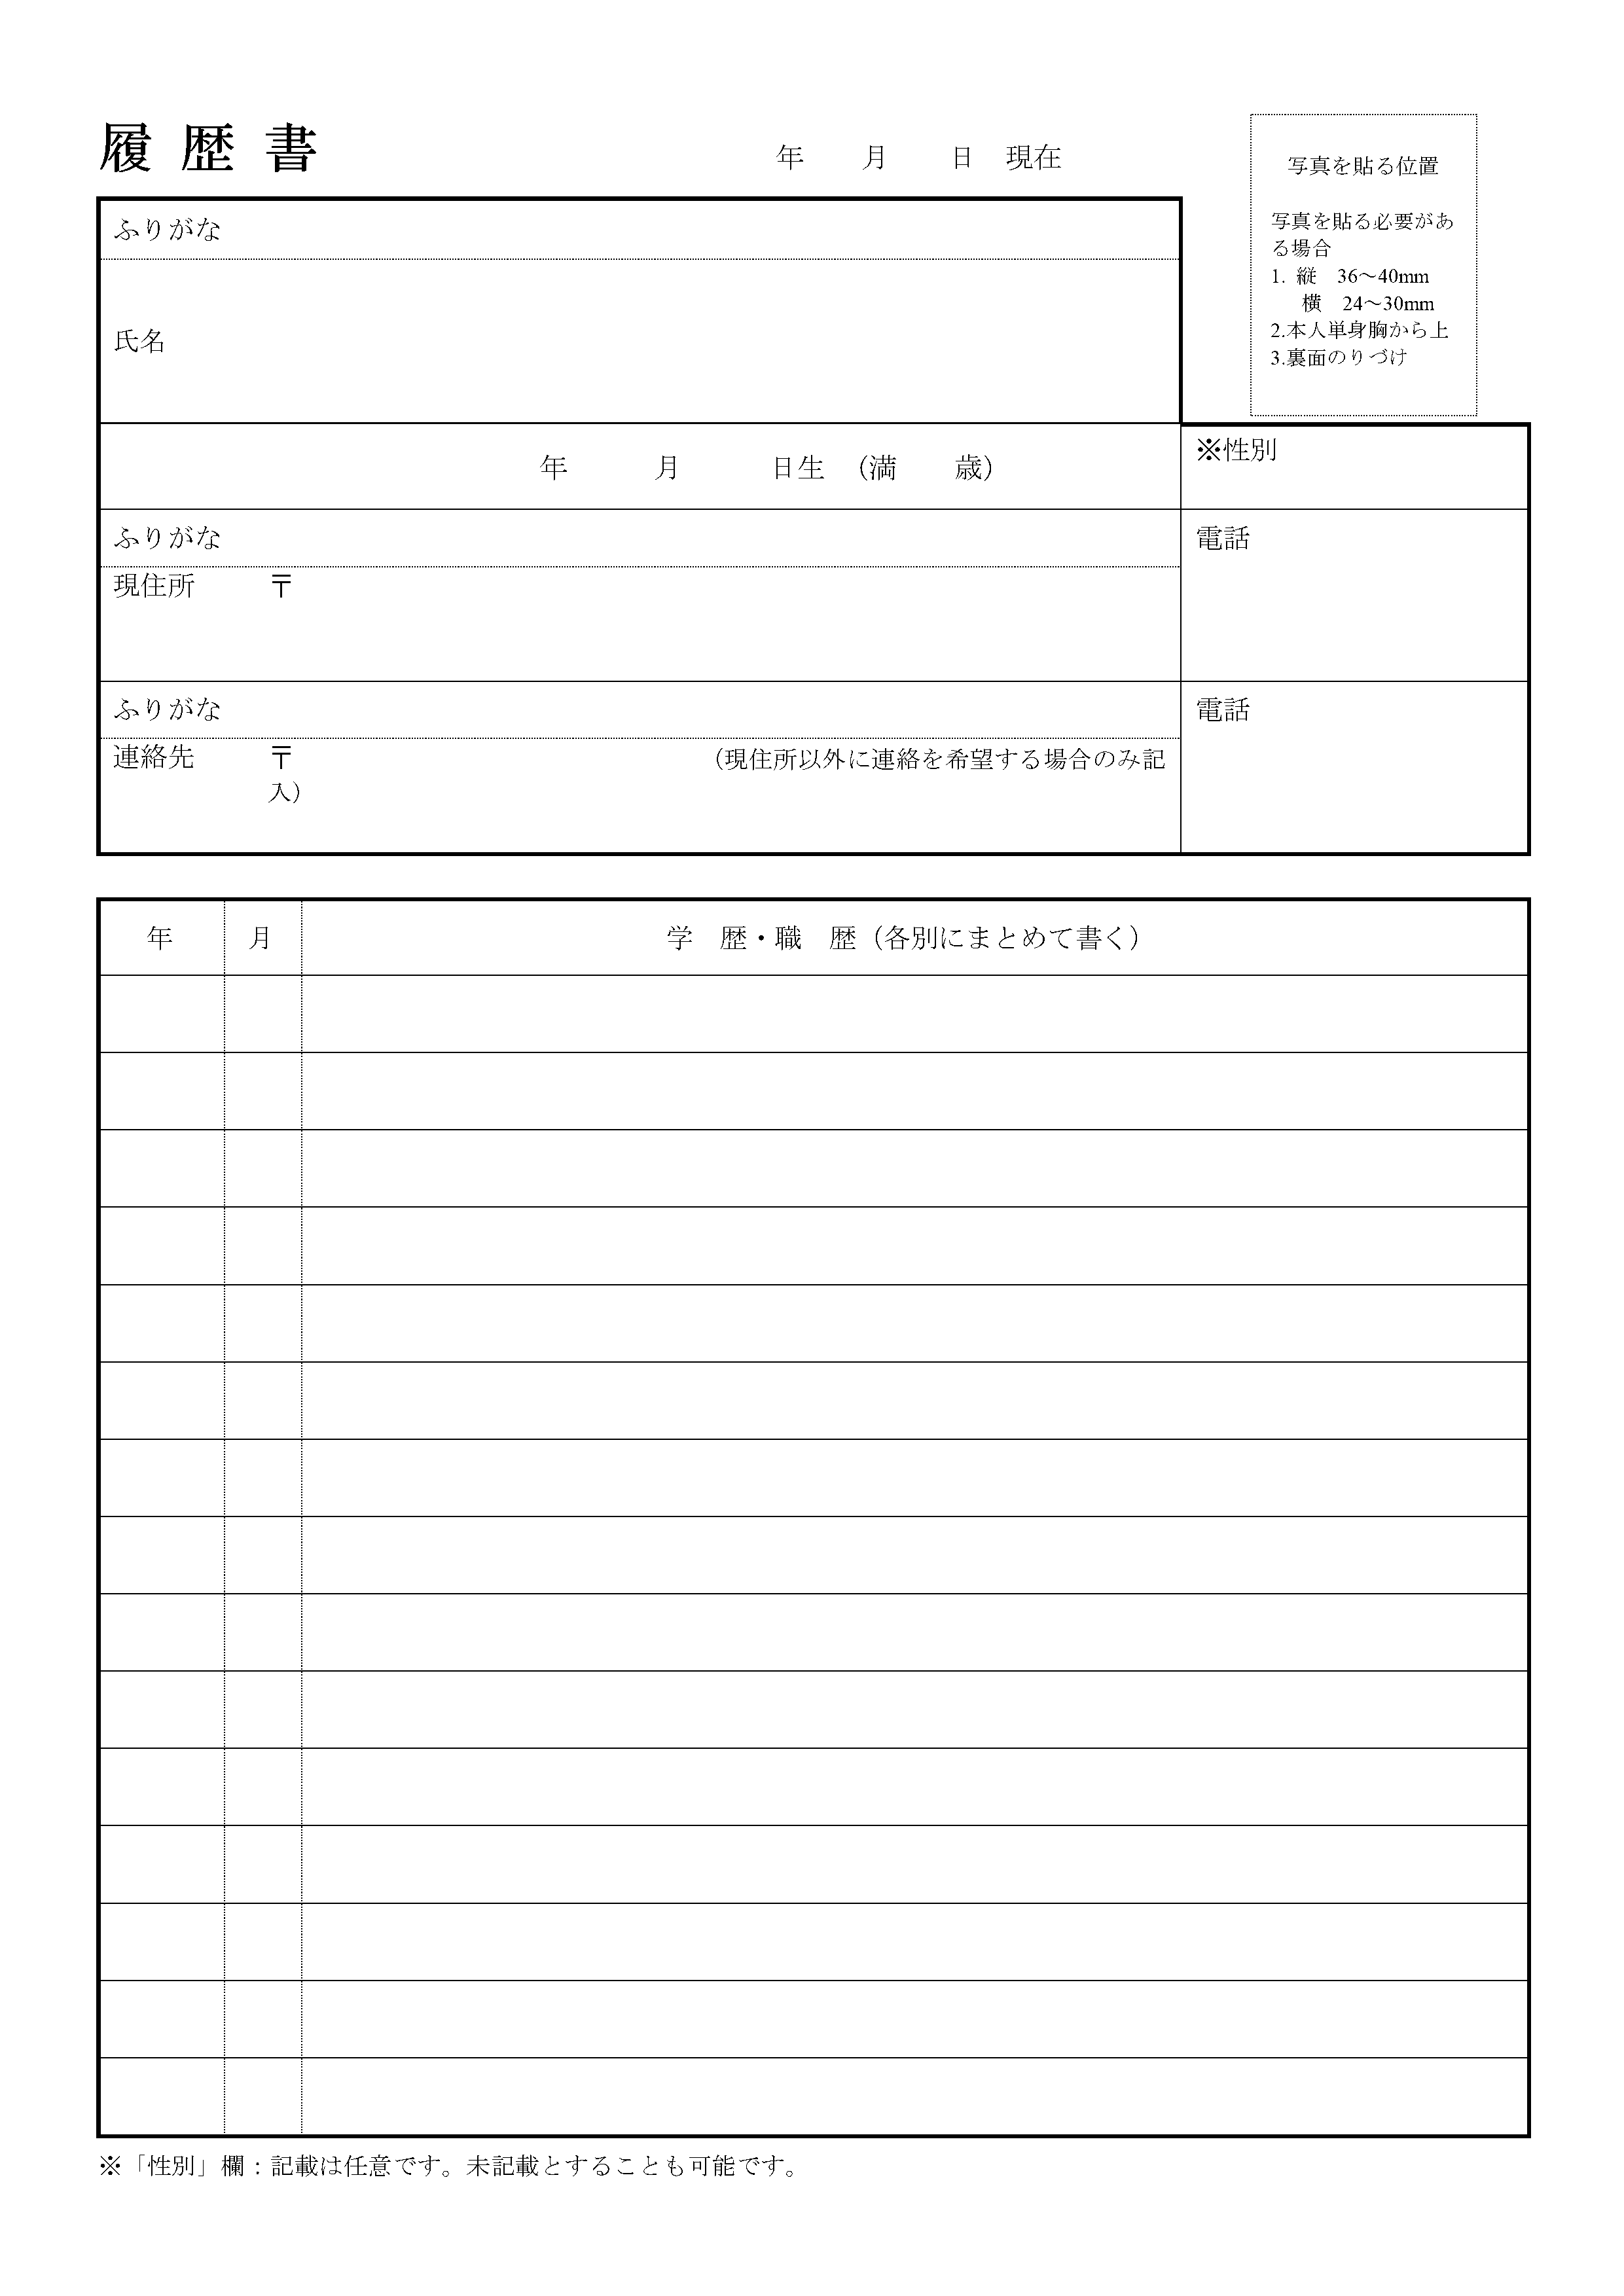 履 歴 書
年 月 日 現在
写真を貼る位置
写真を貼る必要があ
る場合
1. 縦 36～40mm
横 24～30mm
2.本人単身胸から上
3.裏面のりづけ
ふりがな
氏名
年 月 日生 （満 歳）
※性別
ふりがな
電話
現住所 〒
ふりがな
電話
連絡先 〒 （現住所以外に連絡を希望する場合のみ記
入）
年 月 学 歴・職 歴（各別にまとめて書く）
※「性別」欄：記載は任意です。未記載とすることも可能です。